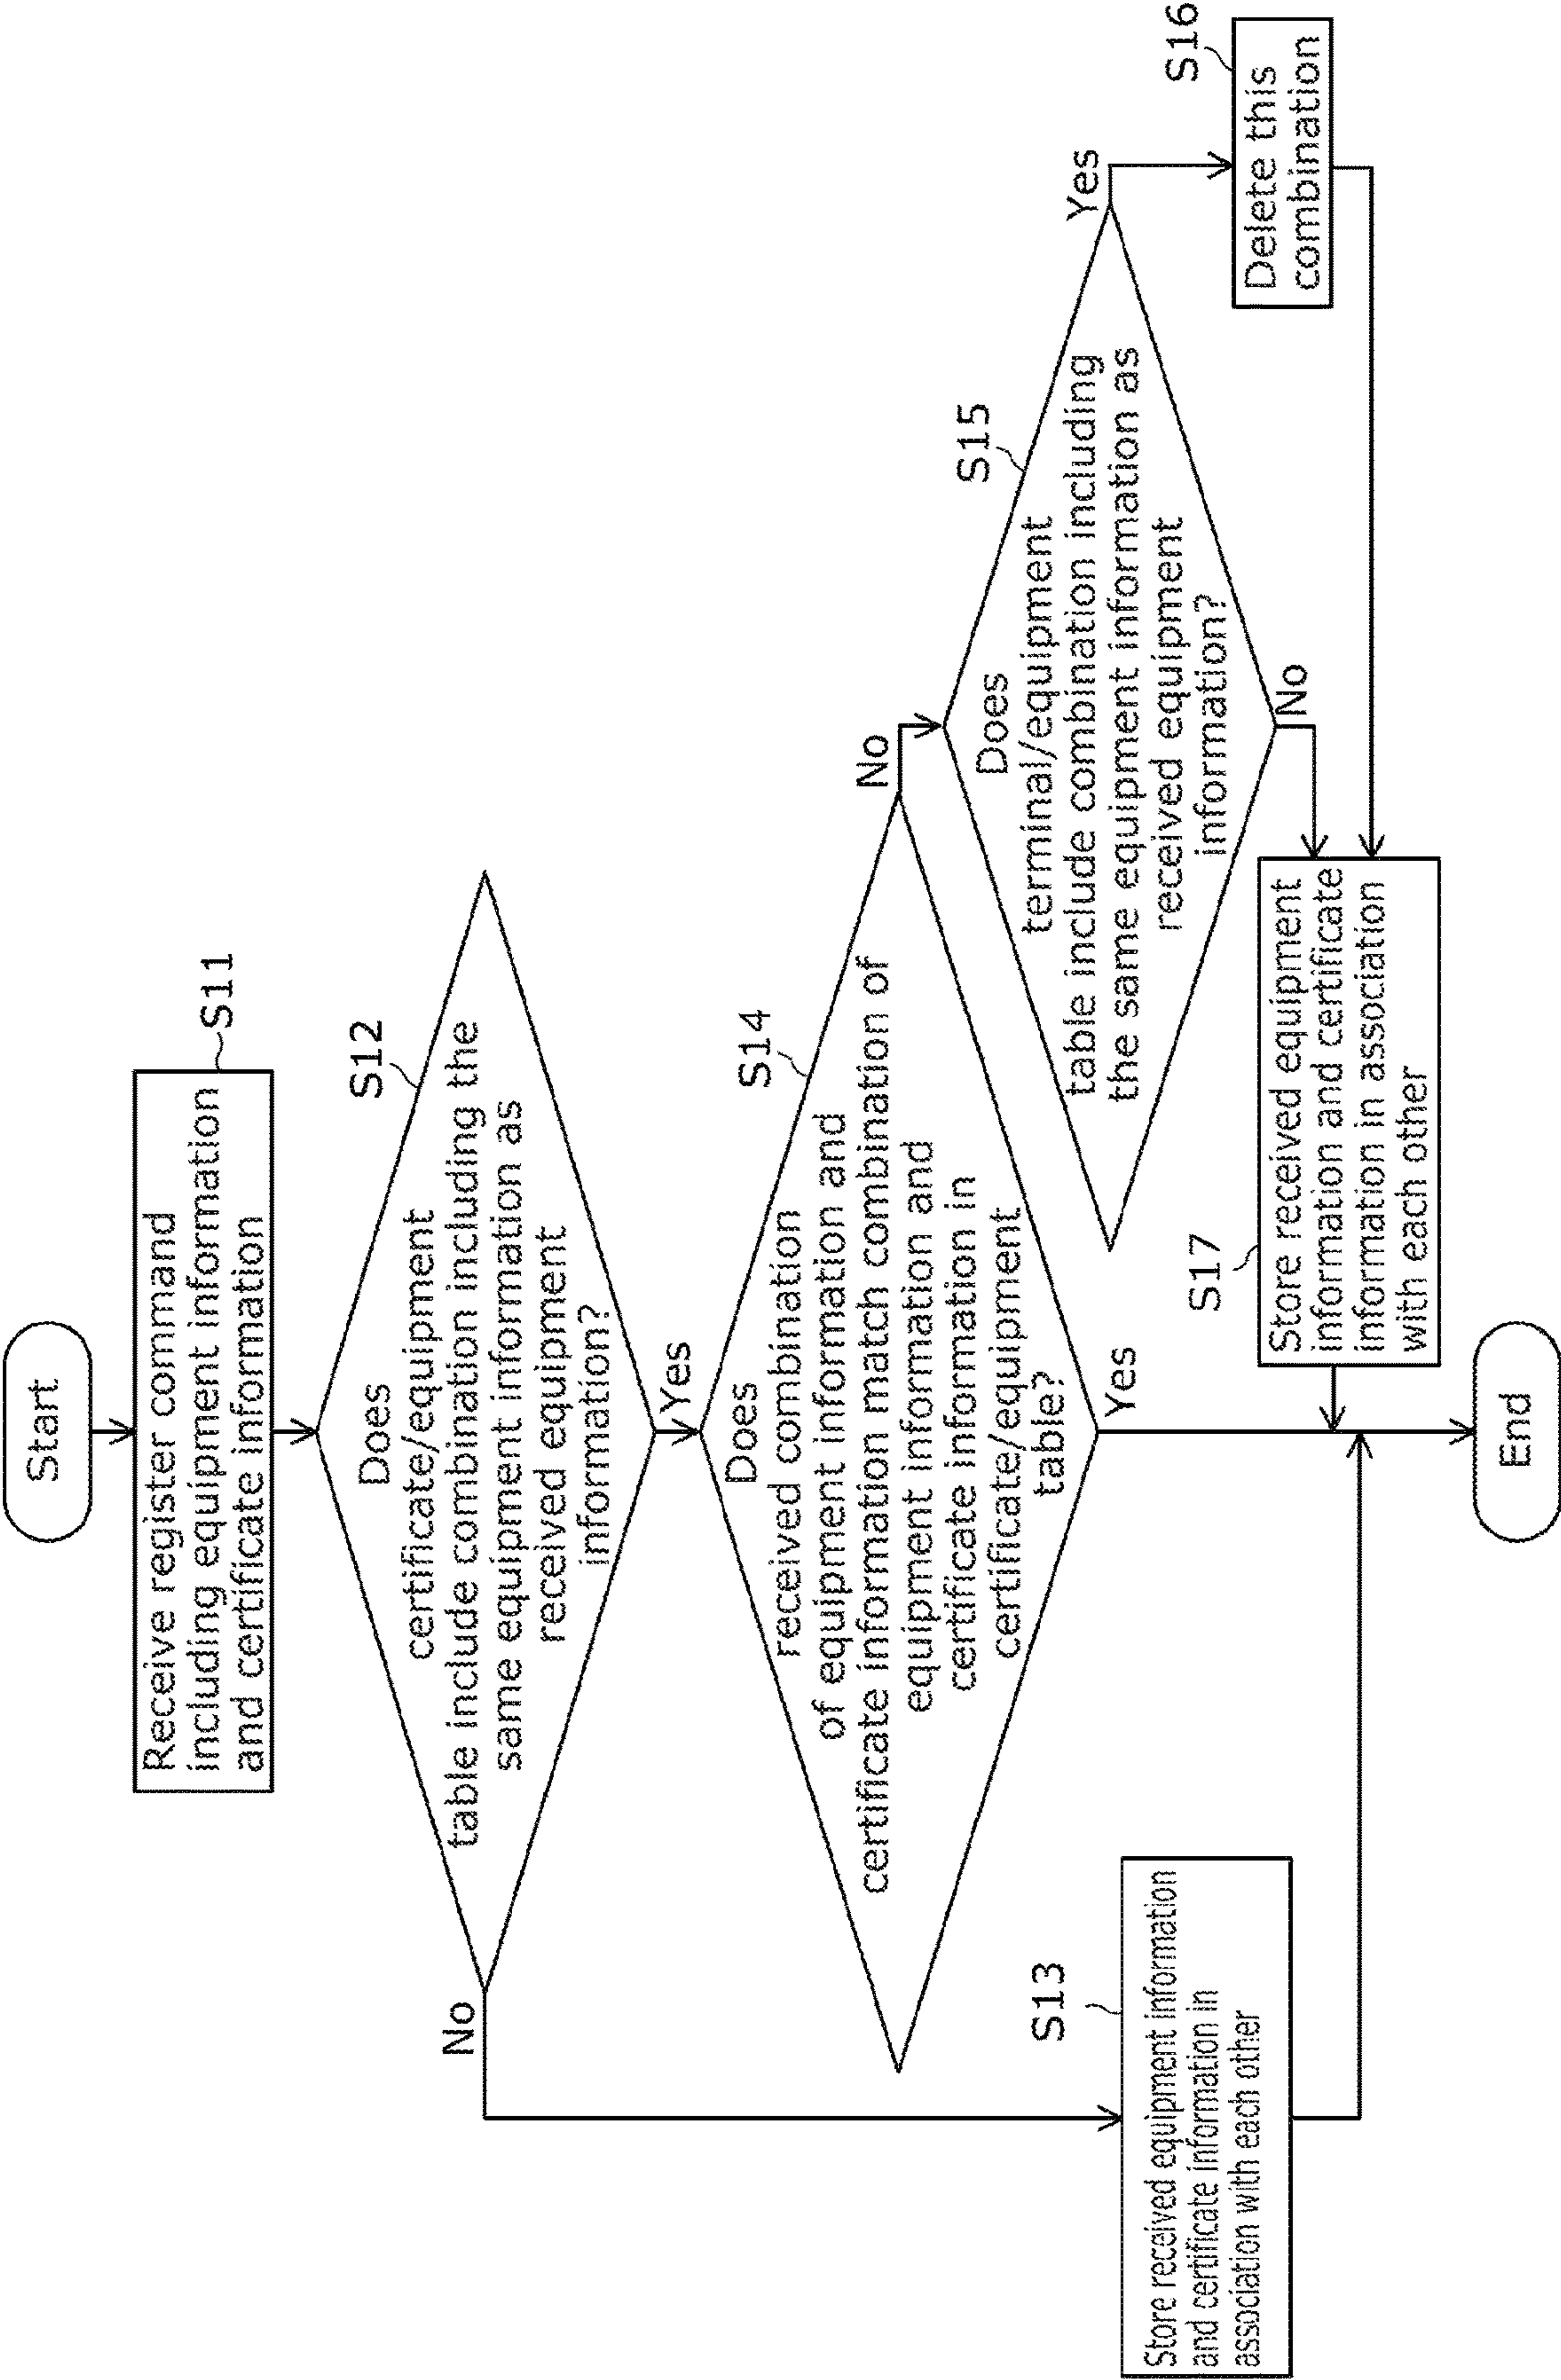 Start
S11
Receive register command
including equipment information
and certificate information
S12
Does
certificate/equipment
table include combination including the
same equipment information as
received equipment
information?
No
Yes
S14
Does
received combination
of equipment information and
certificate information match combination of
equipment information and
certificate information in
certificate/equipment
table?
No
Yes
S15
Does
terminal/equipment
table include combination including
the same equipment information as
received equipment
information?
Yes
No
S16
Delete this
combination
S13
Store received equipment information
and certificate information in
association with each other
S17
Store received equipment
information and certificate
information in association
with each other
End